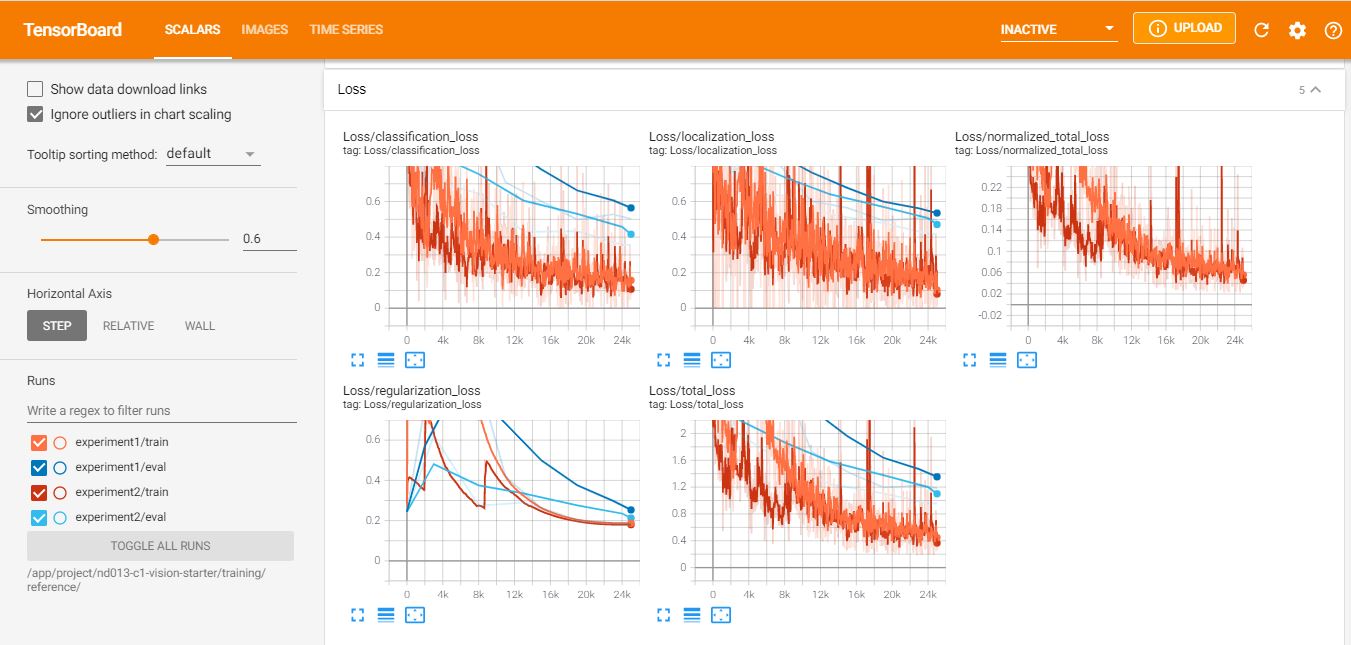 TensorBoard SCALARS IMAGES TIME SERIES INACTIVE UPLOAD
Show data download links
Ignore outliers in chart scaling
Tooltip sorting method: default
Smoothing
0.6
Horizontal Axis
STEP RELATIVE WALL
Runs
Write a regex to filter runs
experiment1/train
experiment1/eval
experiment2/train
experiment2/eval
TOGGLE ALL RUNS
/app/project/nd013-c1-vision-starter/training/
reference/
Loss 5
Loss/classification_loss
tag: Loss/classification_loss
0.6
0.4
0.2
0
0 4k 8k 12k 16k 20k 24k
Loss/localization_loss
tag: Loss/localization_loss
0.6
0.4
0.2
0
0 4k 8k 12k 16k 20k 24k
Loss/normalized_total_loss
tag: Loss/normalized_total_loss
0.22
0.18
0.14
0.1
0.06
0.02
-0.02
0 4k 8k 12k 16k 20k 24k
Loss/regularization_loss
tag: Loss/regularization_loss
0.6
0.4
0.2
0
0 4k 8k 12k 16k 20k 24k
Loss/total_loss
tag: Loss/total_loss
2
1.6
1.2
0.8
0.4
0
0 4k 8k 12k 16k 20k 24k